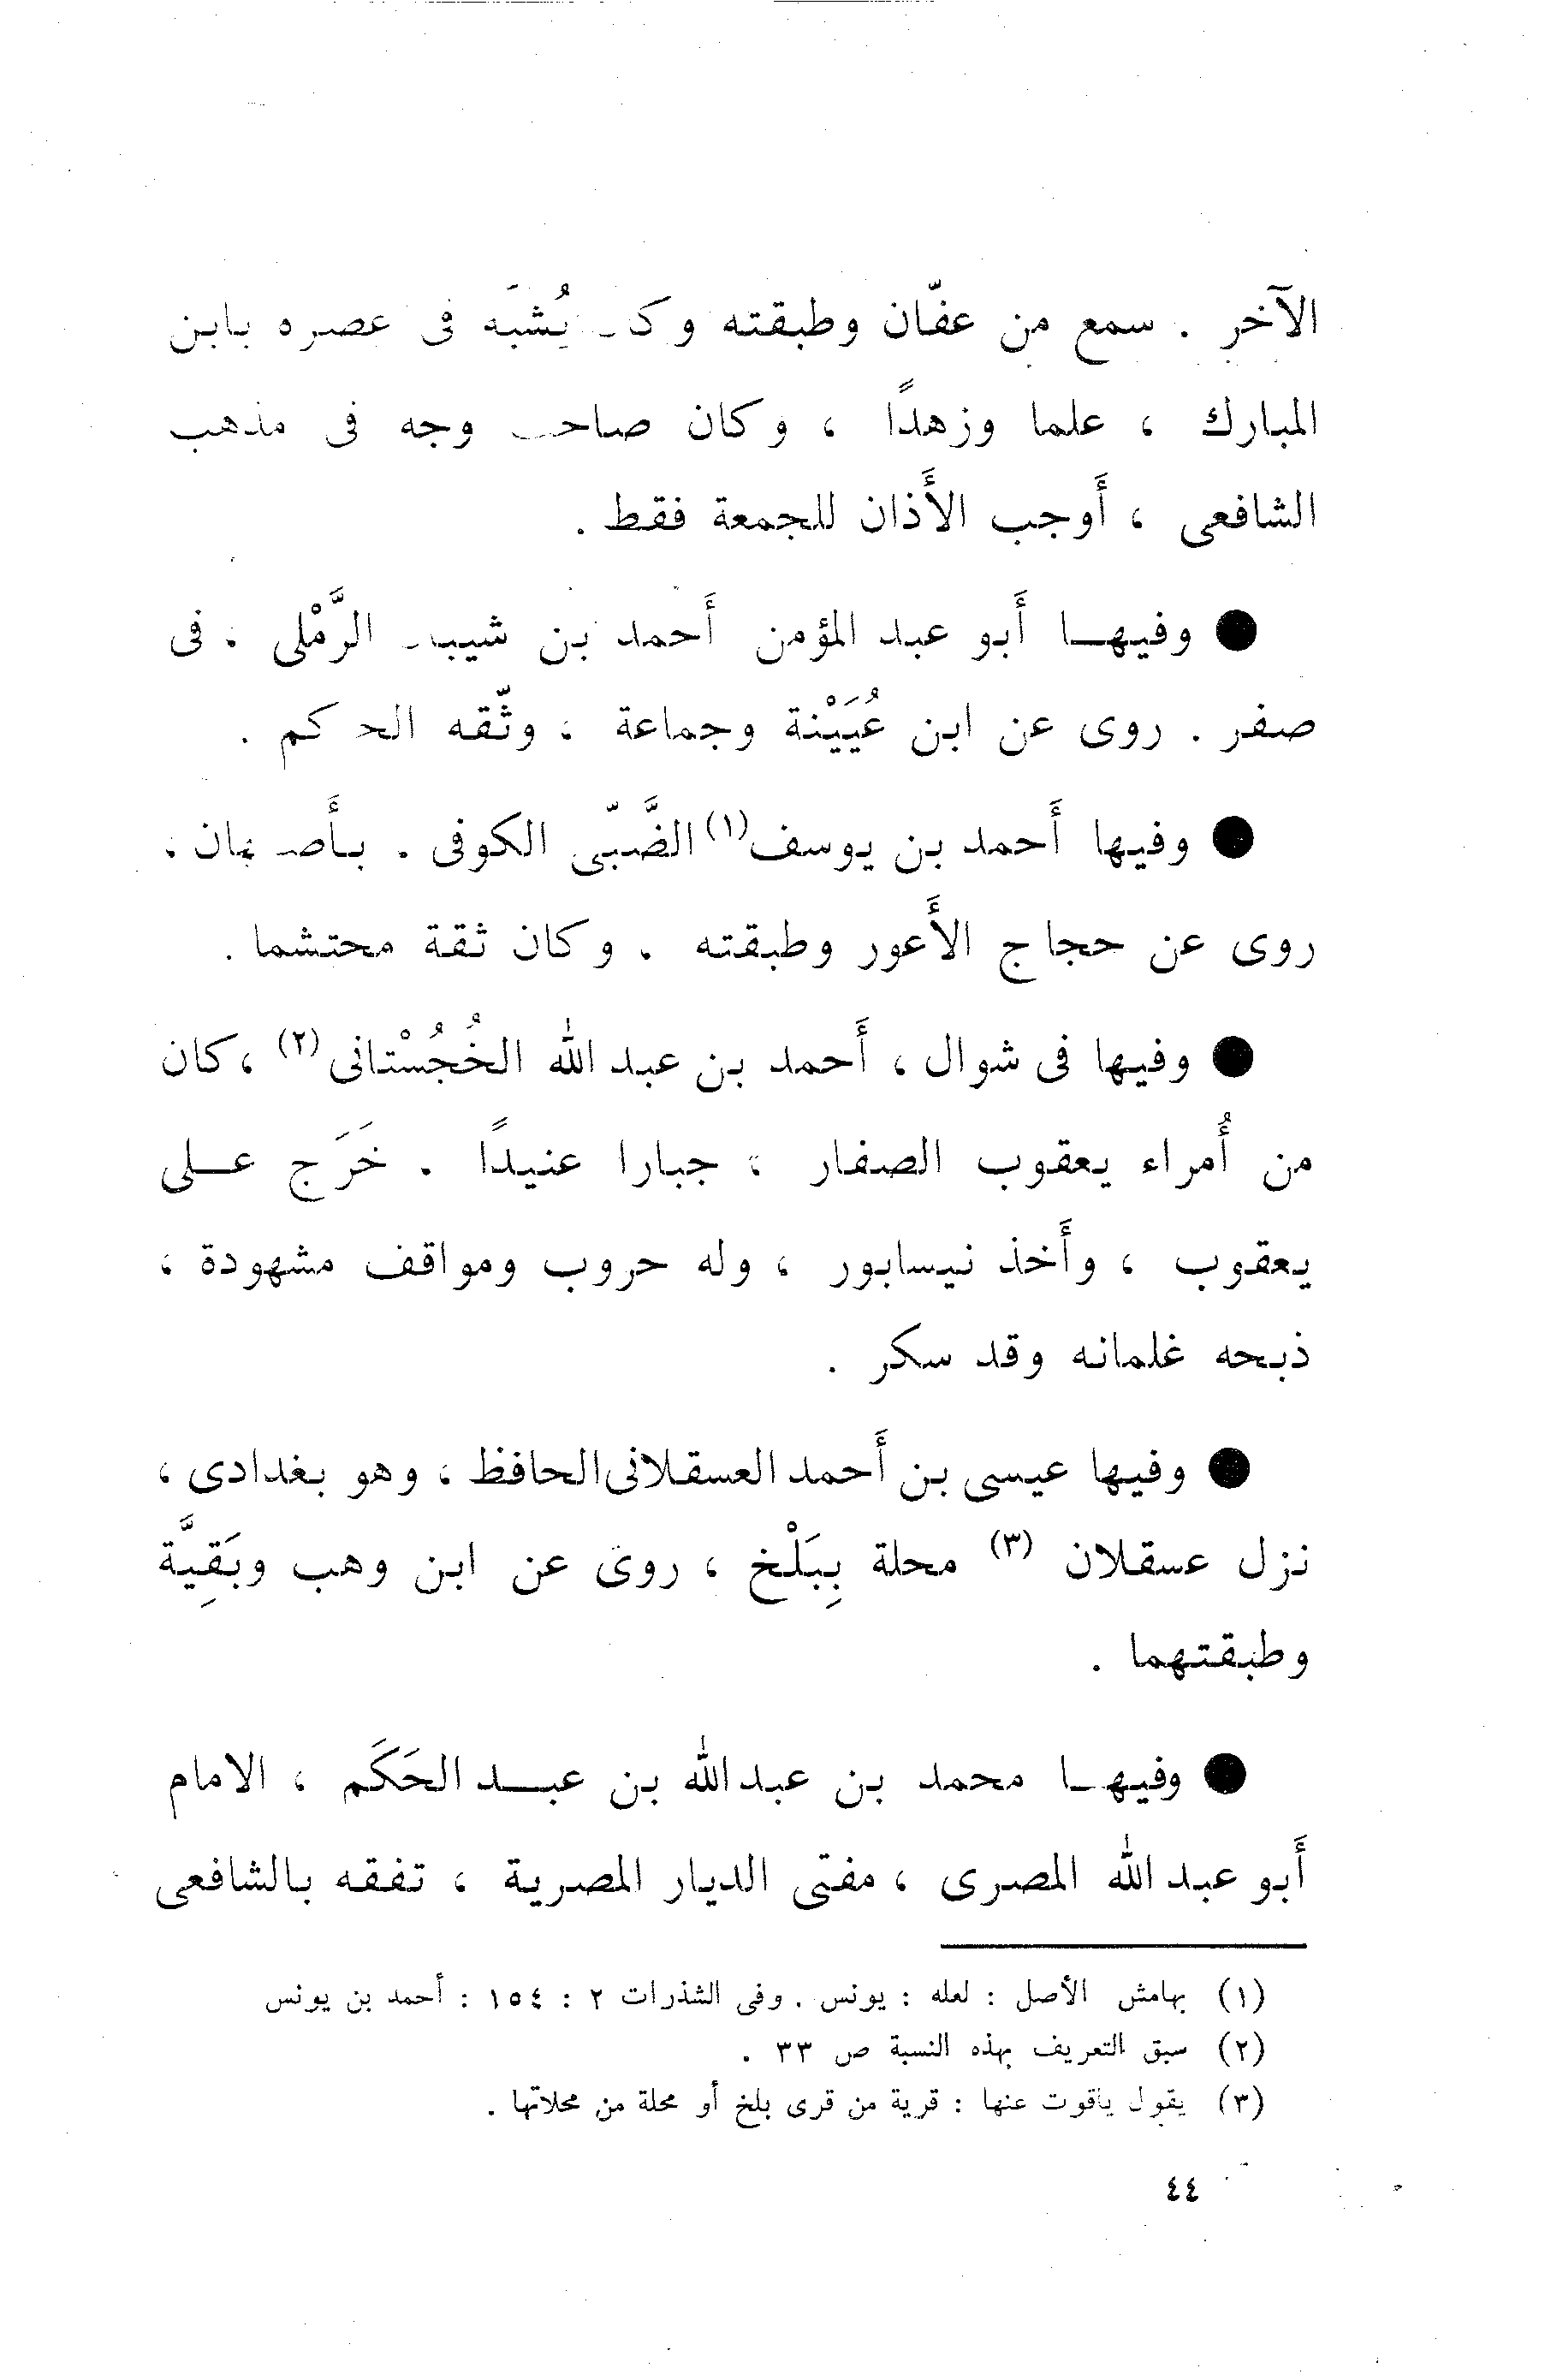 الآخر . سمع من عفّان وطبقته يُشبَه فى عصره بابن
المبارك ، علما وزهدًا ، وكان صاحب وجه فى مذهب
الشافعى ، أَوجب الأَذان للجمعة فقط .
● وفيهـا أَبو عبد المؤمن أَحمد بن شيبان الرَّمْلى ، فى
صفر . روى عن ابن عُيَيْنة وجماعة ، وثّقه الحاكم .
● وفيها أَحمد بن يوسف(١) الضَّبّى الكوفى . بأَصبهان ،
روى عن حجاج الأَعور وطبقته . وكان ثقة محتشما .
● وفيها فى شوال ، أَحمد بن عبد الله الخُجُسْتانى(٢) ، كان
من أُمراء يعقوب الصفار ، جبارا عنيدًا . خَرَج عـلى
يعقوب ، وأَخذ نيسابور ، وله حروب ومواقف مشهودة ،
ذبحه غلمانه وقد سكر .
● وفيها عيسى بن أَحمد العسقلانى الحافظ ، وهو بغدادى ،
نزل عسقلان (٣) محلة بِبَلْخ ، روى عن ابن وهب وبَقِيَّة
وطبقتهما .
● وفيهـا محمد بن عبد الله بن عبـد الحَكَم ، الامام
أَبو عبد الله المصرى ، مفتى الديار المصرية ، تفقه بالشافعى
(١) بهامش الأصل : لعله : يونس . وفى الشذرات ٢ : ١٥٤ : أحمد بن يونس
(٢) سبق التعريف بهذه النسبة ص ٣٣ .
(٣) يقول ياقوت عنها : قرية من قرى بلخ أو محلة من محلاتها .
٤٤